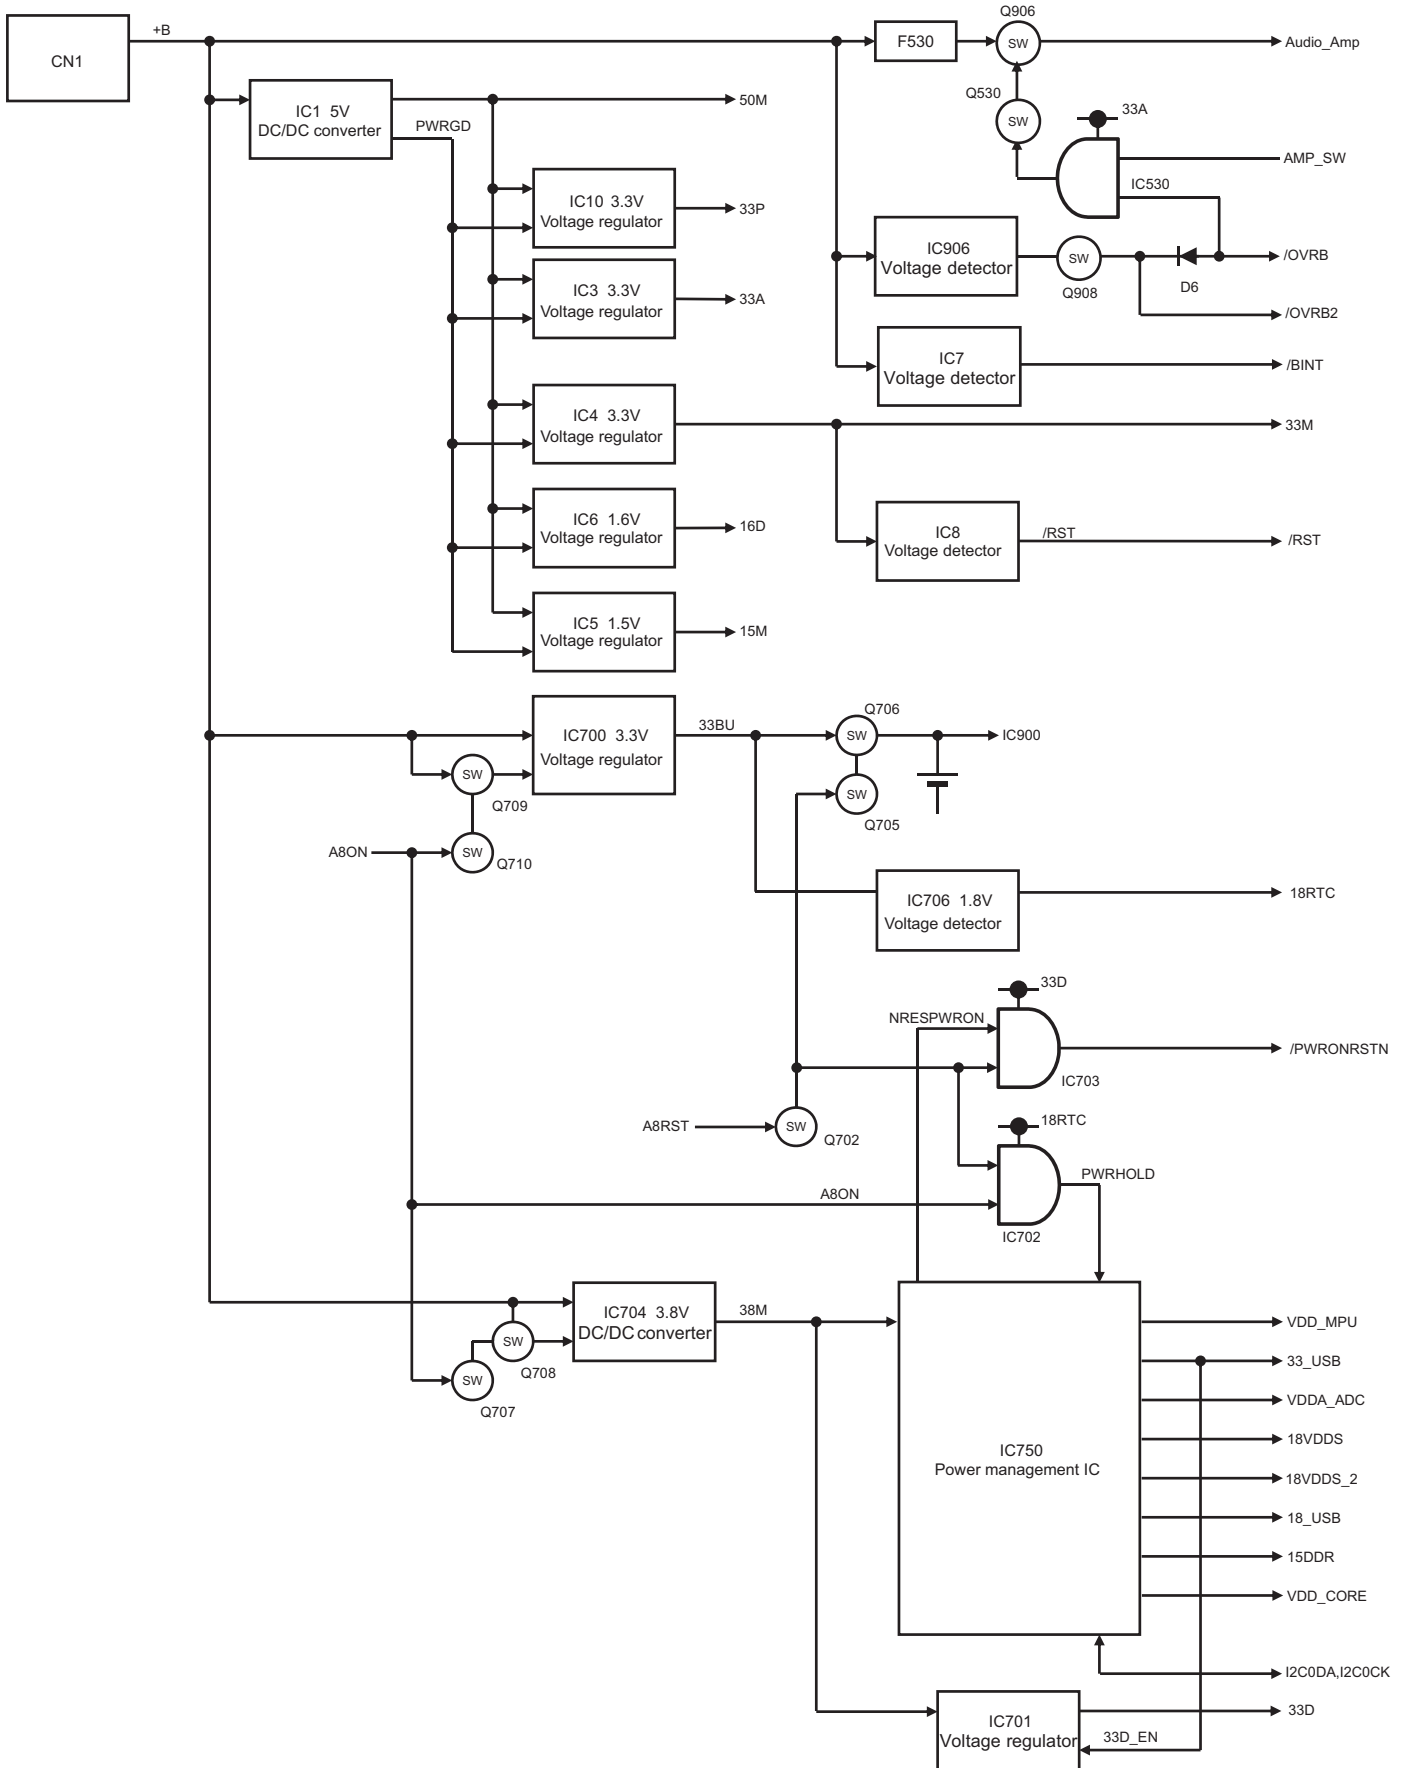 Q906
+B
CN1
F530
SW
Audio_Amp
IC1 5V
DC/DC converter
50M
PWRGD
Q530
SW
33A
AMP_SW
IC530
IC10 3.3V
Voltage regulator
33P
IC906
Voltage detector
SW
Q908
D6
/OVRB
/OVRB2
IC3 3.3V
Voltage regulator
33A
IC7
Voltage detector
/BINT
IC4 3.3V
Voltage regulator
33M
IC6 1.6V
Voltage regulator
16D
IC8
Voltage detector
/RST
/RST
IC5 1.5V
Voltage regulator
15M
IC700 3.3V
Voltage regulator
33BU
Q706
SW
IC900
SW
Q709
SW
Q705
A8ON
SW
Q710
IC706 1.8V
Voltage detector
18RTC
33D
NRESPWRON
/PWRONRSTN
IC703
A8RST
SW
Q702
18RTC
PWRHOLD
A8ON
IC702
IC704 3.8V
DC/DC converter
38M
SW
Q708
SW
Q707
IC750
Power management IC
VDD_MPU
33_USB
VDDA_ADC
18VDDS
18VDDS_2
18_USB
15DDR
VDD_CORE
I2C0DA,I2C0CK
IC701
Voltage regulator
33D
33D_EN